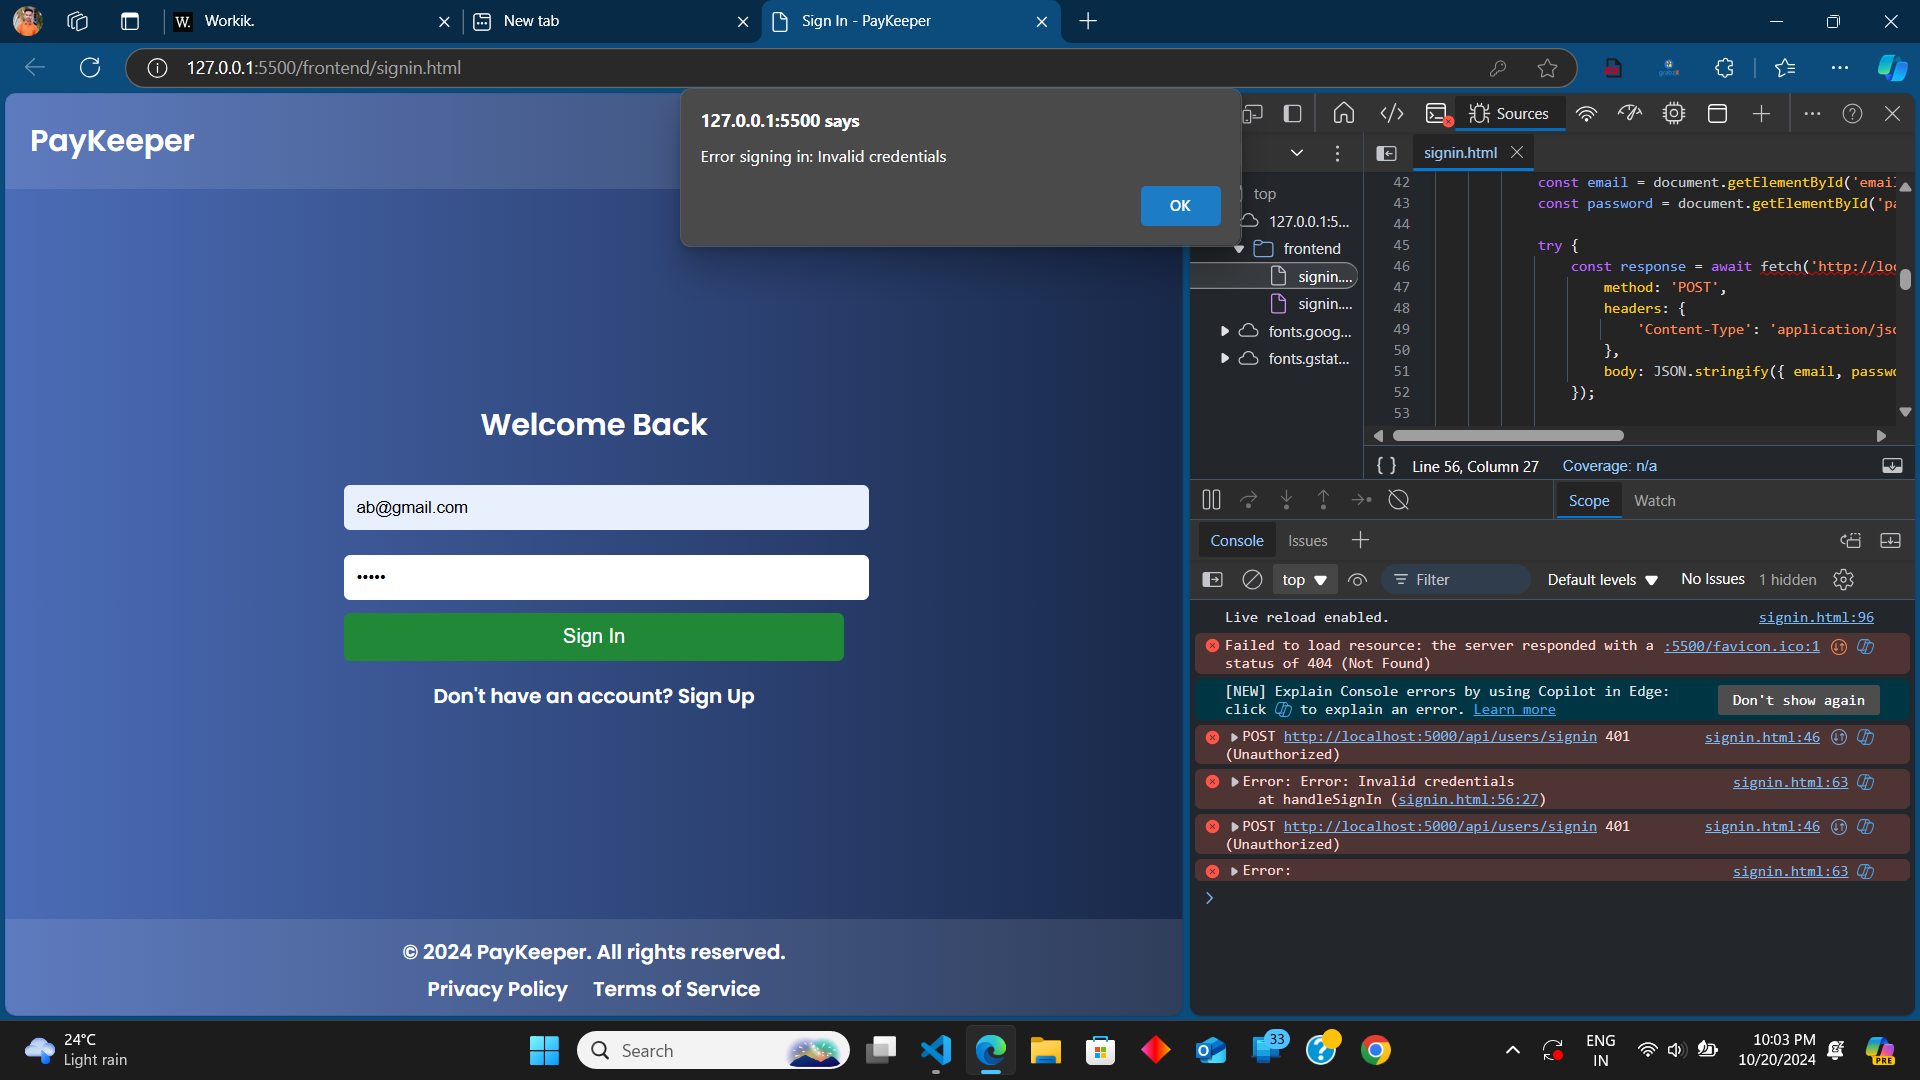 Workik.
New tab
Sign In - PayKeeper
127.0.0.1:5500/frontend/signin.html
PayKeeper
127.0.0.1:5500 says
Error signing in: Invalid credentials
OK
Welcome Back
ab@gmail.com
•••••
Sign In
Don't have an account? Sign Up
© 2024 PayKeeper. All rights reserved.
Privacy Policy Terms of Service
Sources
top
127.0.0.1:5...
frontend
signin....
signin....
fonts.goog...
fonts.gstat...
signin.html
42 const email = document.getElementById('email
43 const password = document.getElementById('pa
44
45 try {
46 const response = await fetch('http://loc
47 method: 'POST',
48 headers: {
49 'Content-Type': 'application/jso
50 },
51 body: JSON.stringify({ email, passwo
52 });
53
{ } Line 56, Column 27 Coverage: n/a
Scope Watch
Console Issues
top Filter Default levels No Issues 1 hidden
Live reload enabled. signin.html:96
Failed to load resource: the server responded with a :5500/favicon.ico:1
status of 404 (Not Found)
[NEW] Explain Console errors by using Copilot in Edge:
click to explain an error. Learn more
Don't show again
POST http://localhost:5000/api/users/signin 401 signin.html:46
(Unauthorized)
Error: Error: Invalid credentials signin.html:63
at handleSignIn (signin.html:56:27)
POST http://localhost:5000/api/users/signin 401 signin.html:46
(Unauthorized)
Error: signin.html:63
24°C
Light rain
Search
33
ENG
IN
10:03 PM
10/20/2024
PRE